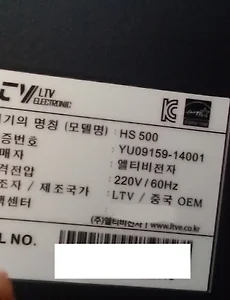 LTV
ELECTRONIC
기의 명칭 (모델명) : HS 500
증번호 : YU09159-14001
매자 : 엘티비전자
격전압 : 220V / 60Hz
조자 / 제조국가 : LTV / 중국 OEM
객센터 :
(주)엘티비전자 | www.ltve.co.kr
AL NO.